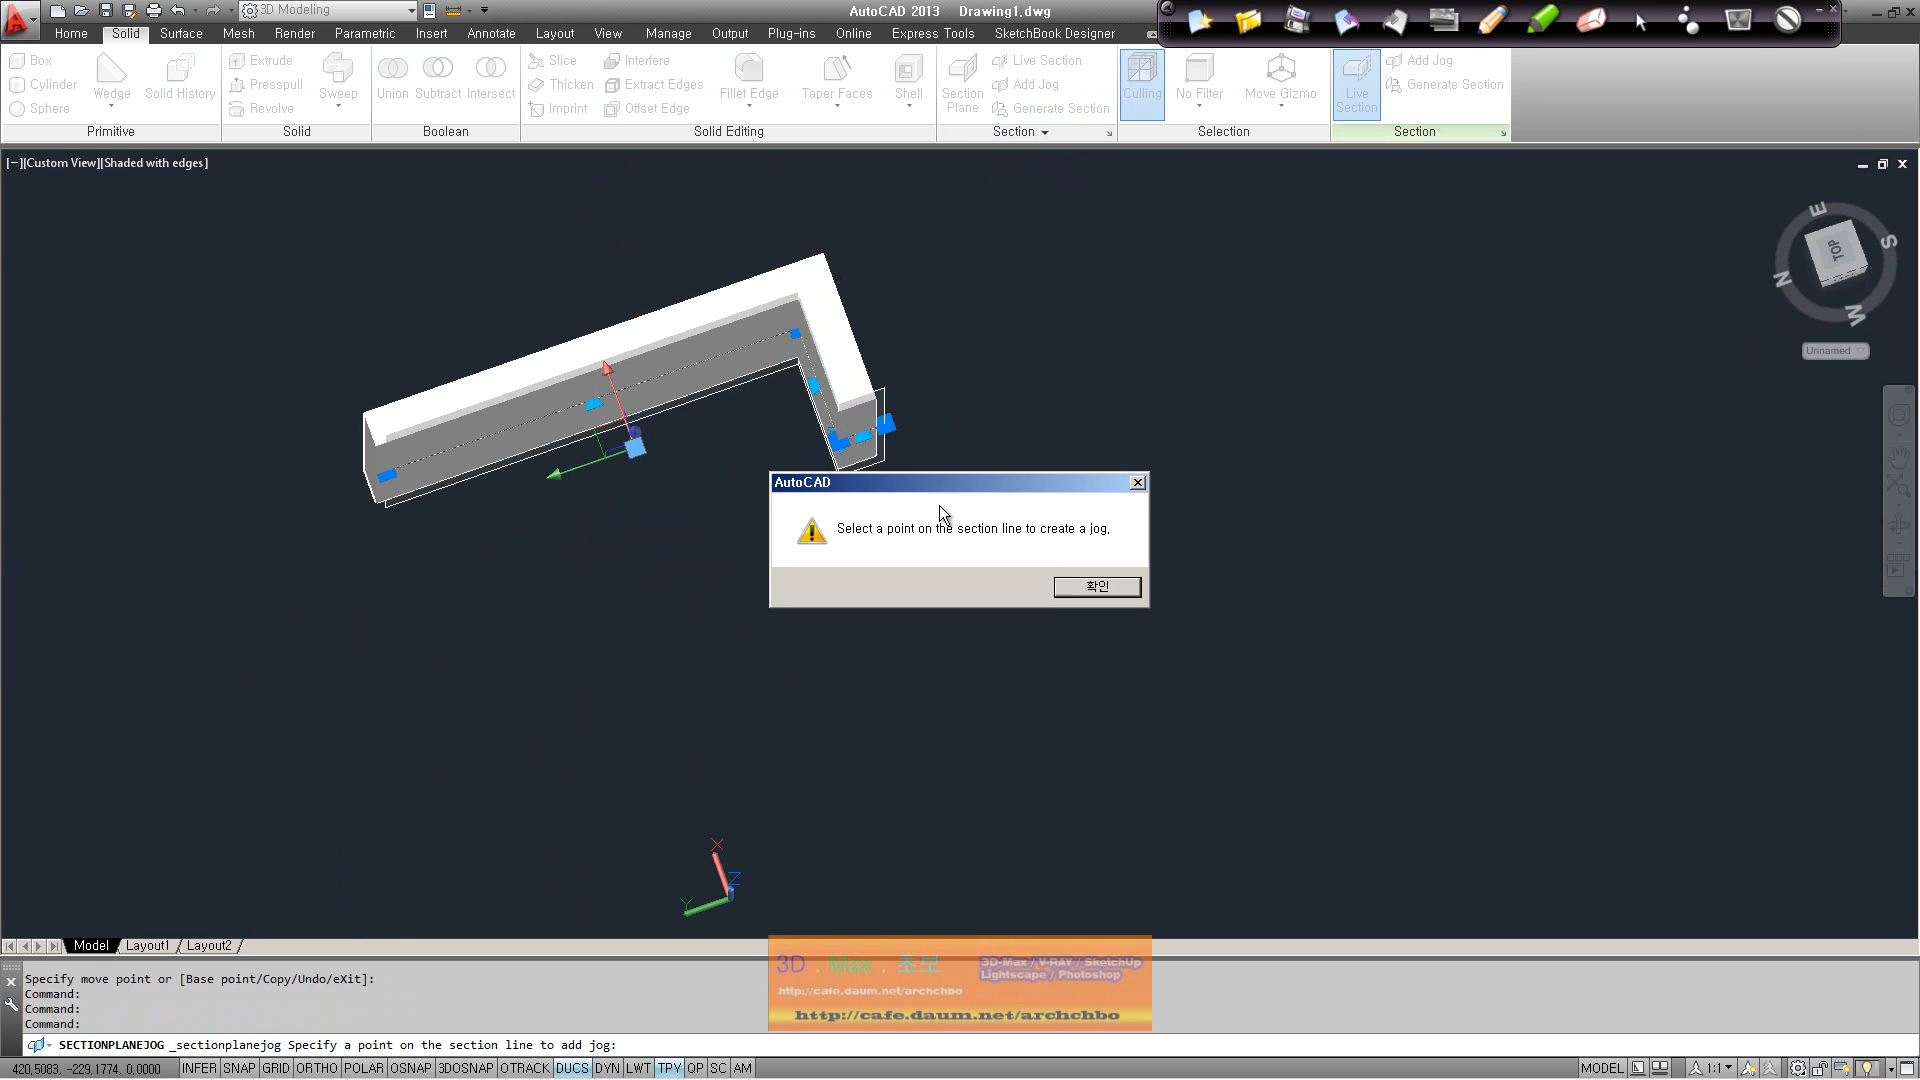 3D Modeling
AutoCAD 2013 Drawing1.dwg
Home Solid Surface Mesh Render Parametric Insert Annotate Layout View Manage Output Plug-ins Online Express Tools SketchBook Designer
Box
Cylinder
Sphere
Wedge
Solid History
Primitive
Extrude
Presspull
Revolve
Sweep
Solid
Union Subtract Intersect
Boolean
Slice
Thicken
Imprint
Interfere
Extract Edges
Offset Edge
Fillet Edge
Taper Faces
Shell
Solid Editing
Section
Plane
Live Section
Add Jog
Generate Section
Section
Culling
No Filter
Move Gizmo
Selection
Live
Section
Add Jog
Generate Section
Section
[−][Custom View][Shaded with edges]
E
S
TOP
N
W
Unnamed
AutoCAD
Select a point on the section line to create a jog.
확인
X
Z
Y
Model Layout1 Layout2
3D . Max . 초보
3D-Max / V-RAY / SketchUp
Lightscape / Photoshop
http://cafe.daum.net/archchbo
http://cafe.daum.net/archchbo
Specify move point or [Base point/Copy/Undo/eXit]:
Command:
Command:
Command:
SECTIONPLANEJOG _sectionplanejog Specify a point on the section line to add jog:
420,5083, -229,1774, 0,0000 INFER SNAP GRID ORTHO POLAR OSNAP 3DOSNAP OTRACK DUCS DYN LWT TPY QP SC AM MODEL 1:1